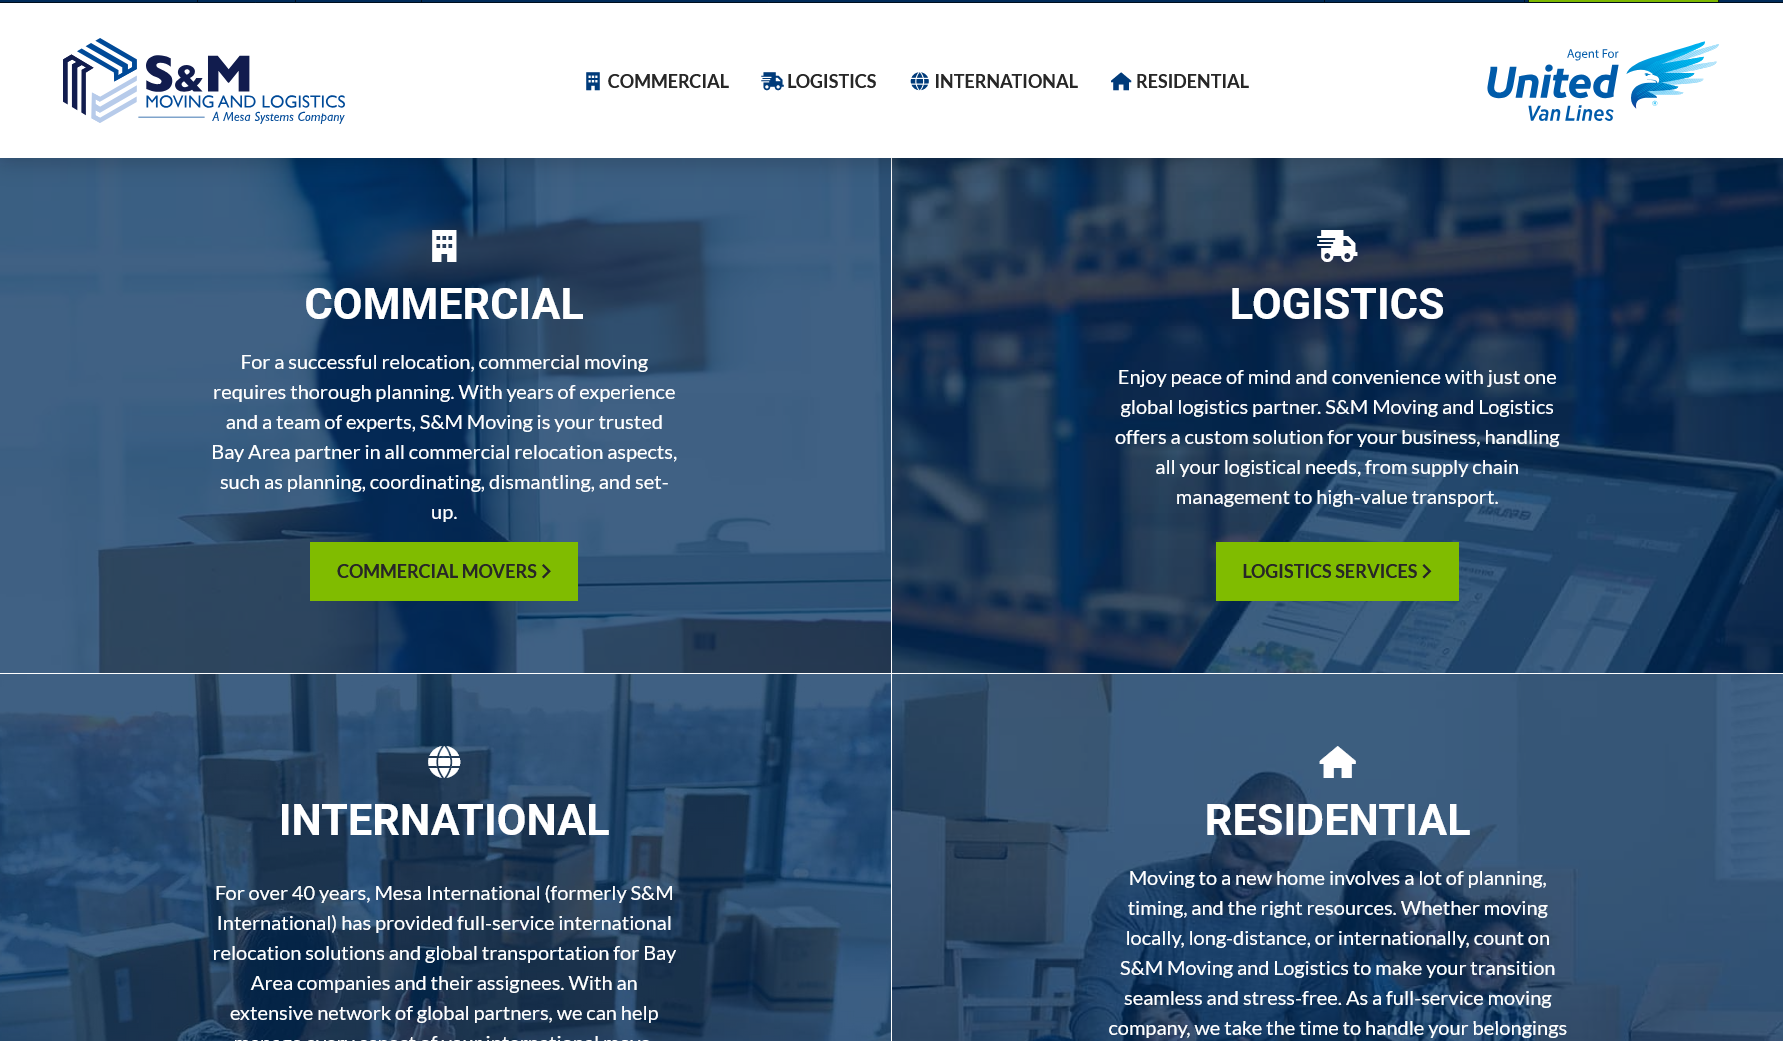 S&M
MOVING AND LOGISTICS
A Mesa Systems Company
COMMERCIAL
LOGISTICS
INTERNATIONAL
RESIDENTIAL
Agent For
United
Van Lines
COMMERCIAL
For a successful relocation, commercial moving
requires thorough planning. With years of experience
and a team of experts, S&M Moving is your trusted
Bay Area partner in all commercial relocation aspects,
such as planning, coordinating, dismantling, and set-
up.
COMMERCIAL MOVERS
LOGISTICS
Enjoy peace of mind and convenience with just one
global logistics partner. S&M Moving and Logistics
offers a custom solution for your business, handling
all your logistical needs, from supply chain
management to high-value transport.
LOGISTICS SERVICES
INTERNATIONAL
For over 40 years, Mesa International (formerly S&M
International) has provided full-service international
relocation solutions and global transportation for Bay
Area companies and their assignees. With an
extensive network of global partners, we can help
manage every aspect of your international move
RESIDENTIAL
Moving to a new home involves a lot of planning,
timing, and the right resources. Whether moving
locally, long-distance, or internationally, count on
S&M Moving and Logistics to make your transition
seamless and stress-free. As a full-service moving
company, we take the time to handle your belongings